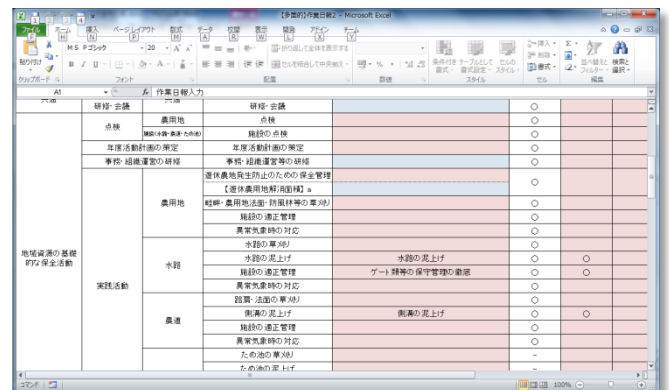 【多面的】作業日報2 - Microsoft Excel
1 2 3 4
ファイル ホーム 挿入 ページ レイアウト 数式 データ 校閲 表示 開発 アドイン チーム
F H N P M A R W L X Y
MS Pゴシック 20
折り返して全体を表示する
貼り付け
B I U
セルを結合して中央揃え
条件付き書式 テーブルとして書式設定 セルのスタイル
挿入
削除
書式
並べ替えとフィルター 検索と選択
クリップボード フォント 配置 数値 スタイル セル 編集
A1 fx 作業日報入力
研修・会議 研修・会議 ○
点検 農用地 点検 ○
施設(水路・農道・ため池) 施設の点検 ○
年度活動計画の策定 年度活動計画の策定 ○
事務・組織運営の研修 事務・組織運営等の研修 ○
地域資源の基礎的な保全活動
実践活動
農用地
遊休農地発生防止のための保全管理 ○
【遊休農用地解消面積】a
畦畔・農用地法面・防風林等の草刈り ○
施設の適正管理 ○
異常気象時の対応 ○
水路
水路の草刈り ○
水路の泥上げ 水路の泥上げ ○ ○
施設の適正管理 ゲート類等の保守管理の徹底 ○ ○
異常気象時の対応 ○
農道
路肩・法面の草刈り ○
側溝の泥上げ 側溝の泥上げ ○ ○
施設の適正管理 ○
異常気象時の対応 ○
ため池の草刈り -
ため池の泥上げ -
コマンド 100%